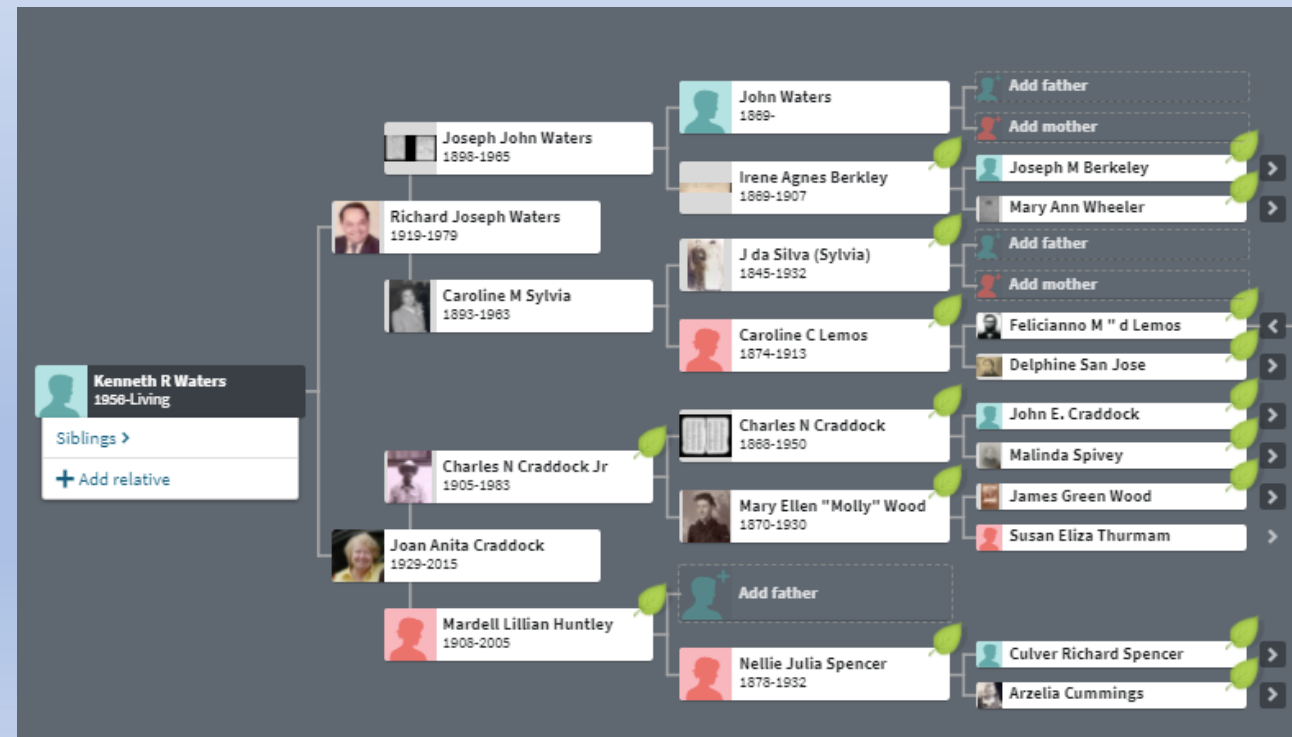 Kenneth R Waters
1956-Living
Siblings >
+ Add relative
Richard Joseph Waters
1919-1979
Joan Anita Craddock
1929-2015
Joseph John Waters
1898-1965
Caroline M Sylvia
1893-1963
Charles N Craddock Jr
1905-1983
Mardell Lillian Huntley
1908-2005
John Waters
1869-
Irene Agnes Berkley
1869-1907
J da Silva (Sylvia)
1845-1932
Caroline C Lemos
1874-1913
Charles N Craddock
1868-1950
Mary Ellen "Molly" Wood
1870-1930
Add father
Nellie Julia Spencer
1878-1932
Add father
Add mother
Joseph M Berkeley
Mary Ann Wheeler
Add father
Add mother
Felicianno M " d Lemos
Delphine San Jose
John E. Craddock
Malinda Spivey
James Green Wood
Susan Eliza Thurmam
Culver Richard Spencer
Arzelia Cummings